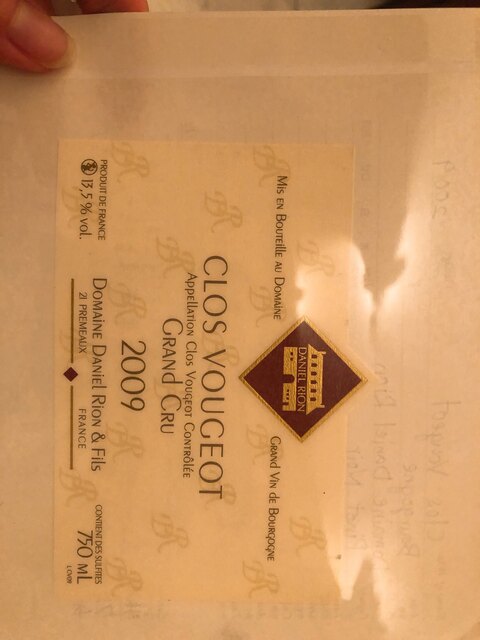 Mis en Bouteille au Domaine
Grand Vin de Bourgogne
DANIEL RION
CLOS VOUGEOT
Appellation Clos Vougeot Contrôlée
Grand Cru
2009
PRODUIT DE FRANCE
13,5 % vol.
Domaine Daniel Rion & Fils
21 PREMEAUX FRANCE
CONTIENT DES SULFITES
750 mL